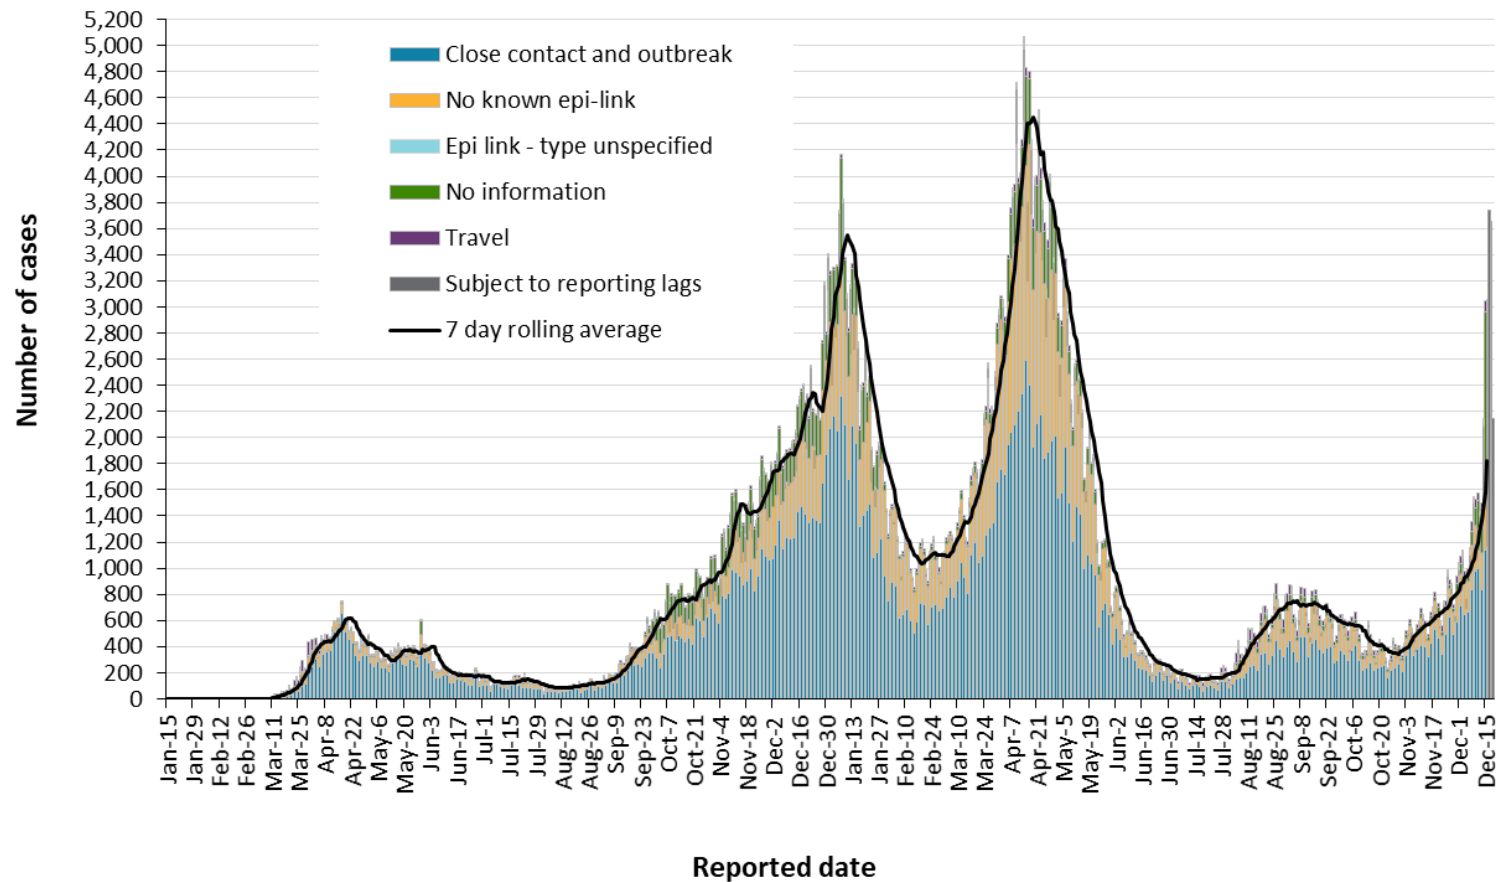 5,200
5,000
4,800
4,600
4,400
4,200
4,000
3,800
3,600
3,400
3,200
3,000
2,800
2,600
2,400
2,200
2,000
1,800
1,600
1,400
1,200
1,000
800
600
400
200
0
Number of cases
Close contact and outbreak
No known epi-link
Epi link - type unspecified
No information
Travel
Subject to reporting lags
7 day rolling average
Jan-15
Jan-29
Feb-12
Feb-26
Mar-11
Mar-25
Apr-8
Apr-22
May-6
May-20
Jun-3
Jun-17
Jul-1
Jul-15
Jul-29
Aug-12
Aug-26
Sep-9
Sep-23
Oct-7
Oct-21
Nov-4
Nov-18
Dec-2
Dec-16
Dec-30
Jan-13
Jan-27
Feb-10
Feb-24
Mar-10
Mar-24
Apr-7
Apr-21
May-5
May-19
Jun-2
Jun-16
Jun-30
Jul-14
Jul-28
Aug-11
Aug-25
Sep-8
Sep-22
Oct-6
Oct-20
Nov-3
Nov-17
Dec-1
Dec-15
Reported date